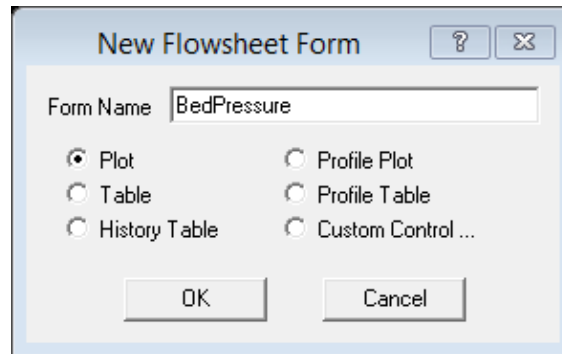 New Flowsheet Form
Form Name BedPressure
Plot Profile Plot
Table Profile Table
History Table Custom Control ...
OK Cancel